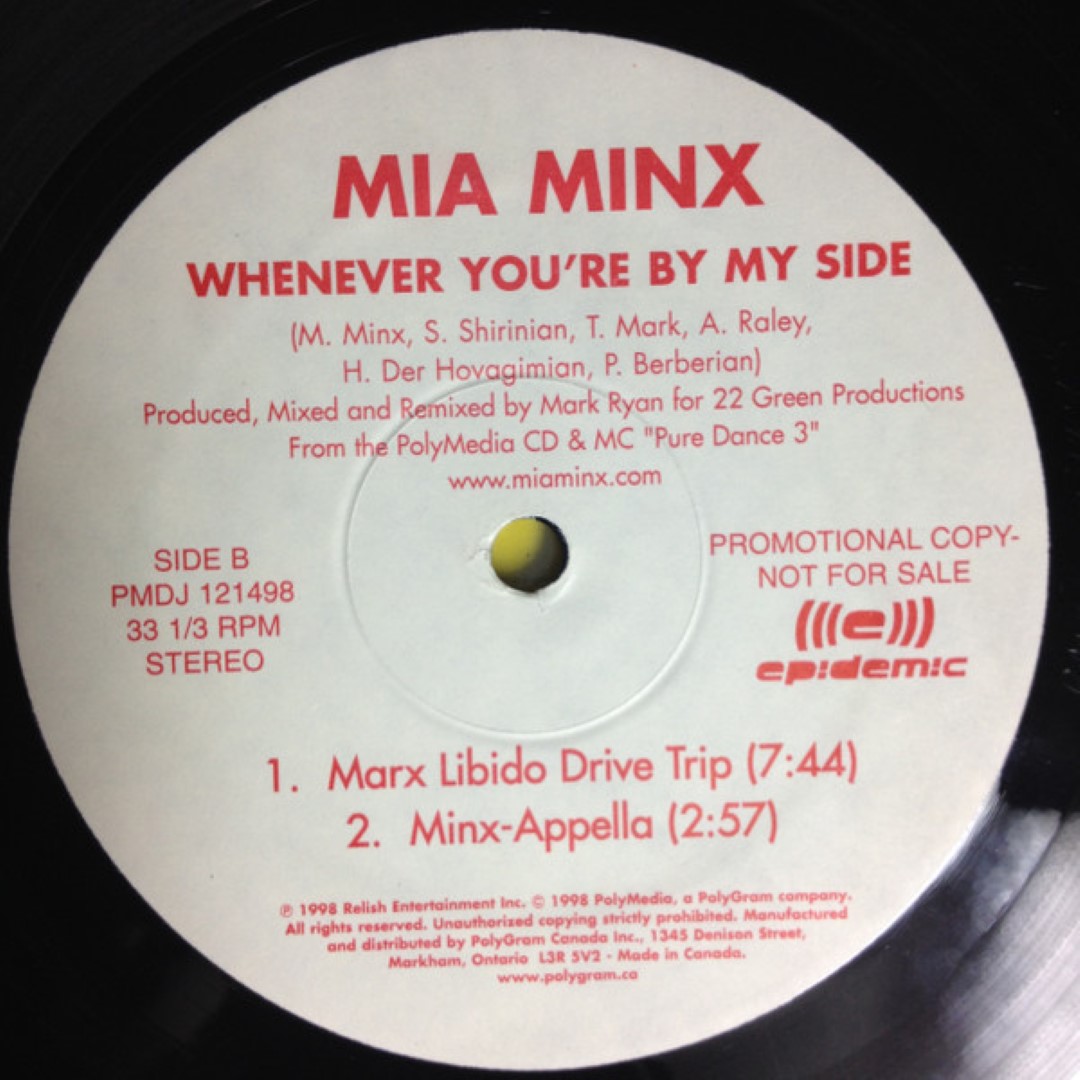 MIA MINX
WHENEVER YOU'RE BY MY SIDE
(M. Minx, S. Shirinian, T. Mark, A. Raley,
H. Der Hovagimian, P. Berberian)
Produced, Mixed and Remixed by Mark Ryan for 22 Green Productions
From the PolyMedia CD & MC "Pure Dance 3"
www.miaminx.com
SIDE B
PMDJ 121498
33 1/3 RPM
STEREO
PROMOTIONAL COPY-
NOT FOR SALE
(((e)))
epidemic
1. Marx Libido Drive Trip (7:44)
2. Minx-Appella (2:57)
℗ 1998 Relish Entertainment Inc. © 1998 PolyMedia, a PolyGram company.
All rights reserved. Unauthorized copying strictly prohibited. Manufactured
and distributed by PolyGram Canada Inc., 1345 Denison Street,
Markham, Ontario L3R 5V2 - Made in Canada.
www.polygram.ca